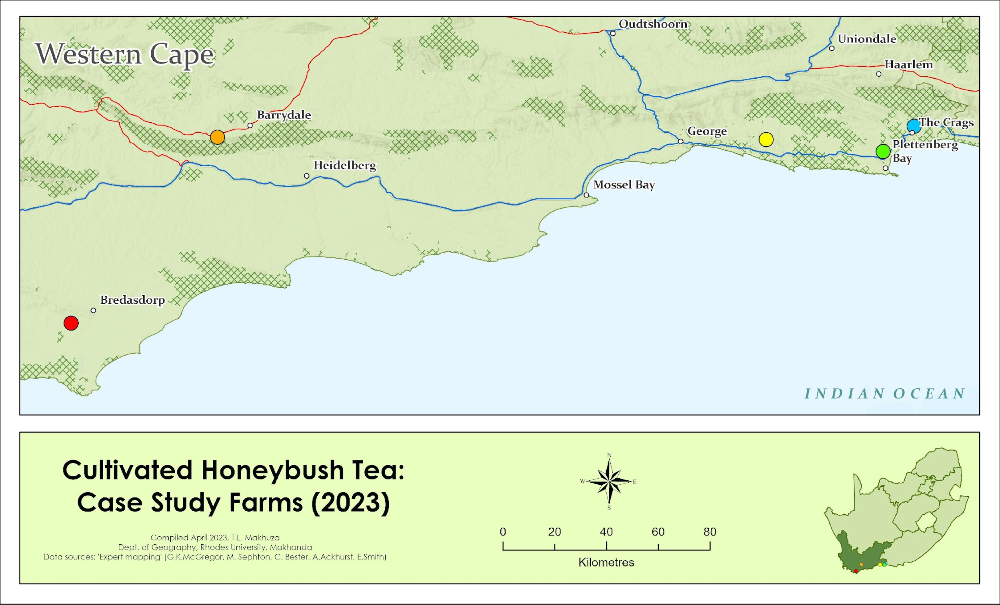 Oudtshoorn
Uniondale
Western Cape
Haarlem
Barrydale
The Crags
George
Plettenberg
Bay
Heidelberg
Mossel Bay
Bredasdorp
INDIAN OCEAN
Cultivated Honeybush Tea:
Case Study Farms (2023)
Compiled April 2023, T.L. Makhuza
Dept. of Geography, Rhodes University, Makhanda
Data sources: 'Expert mapping' (G.K.McGregor, M. Sephton, C. Bester, A.Ackhurst, E.Smith)
N
W E
S
0 20 40 60 80
Kilometres